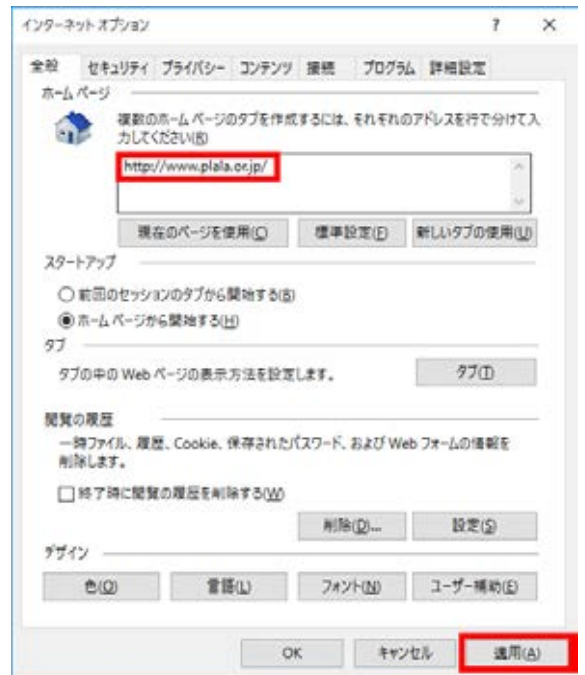 インターネット オプション ? ×
全般 セキュリティ プライバシー コンテンツ 接続 プログラム 詳細設定
ホーム ページ
複数のホーム ページのタブを作成するには、それぞれのアドレスを行で分けて入
力してください(R)
http://www.plala.or.jp/
現在のページを使用(C) 標準設定(F) 新しいタブの使用(U)
スタートアップ
前回のセッションのタブから開始する(B)
ホーム ページから開始する(H)
タブ
タブの中の Web ページの表示方法を設定します。 タブ(T)
閲覧の履歴
一時ファイル、履歴、Cookie、保存されたパスワード、および Web フォームの情報を
削除します。
終了時に閲覧の履歴を削除する(W)
削除(D)... 設定(S)
デザイン
色(O) 言語(L) フォント(N) ユーザー補助(E)
OK キャンセル 適用(A)